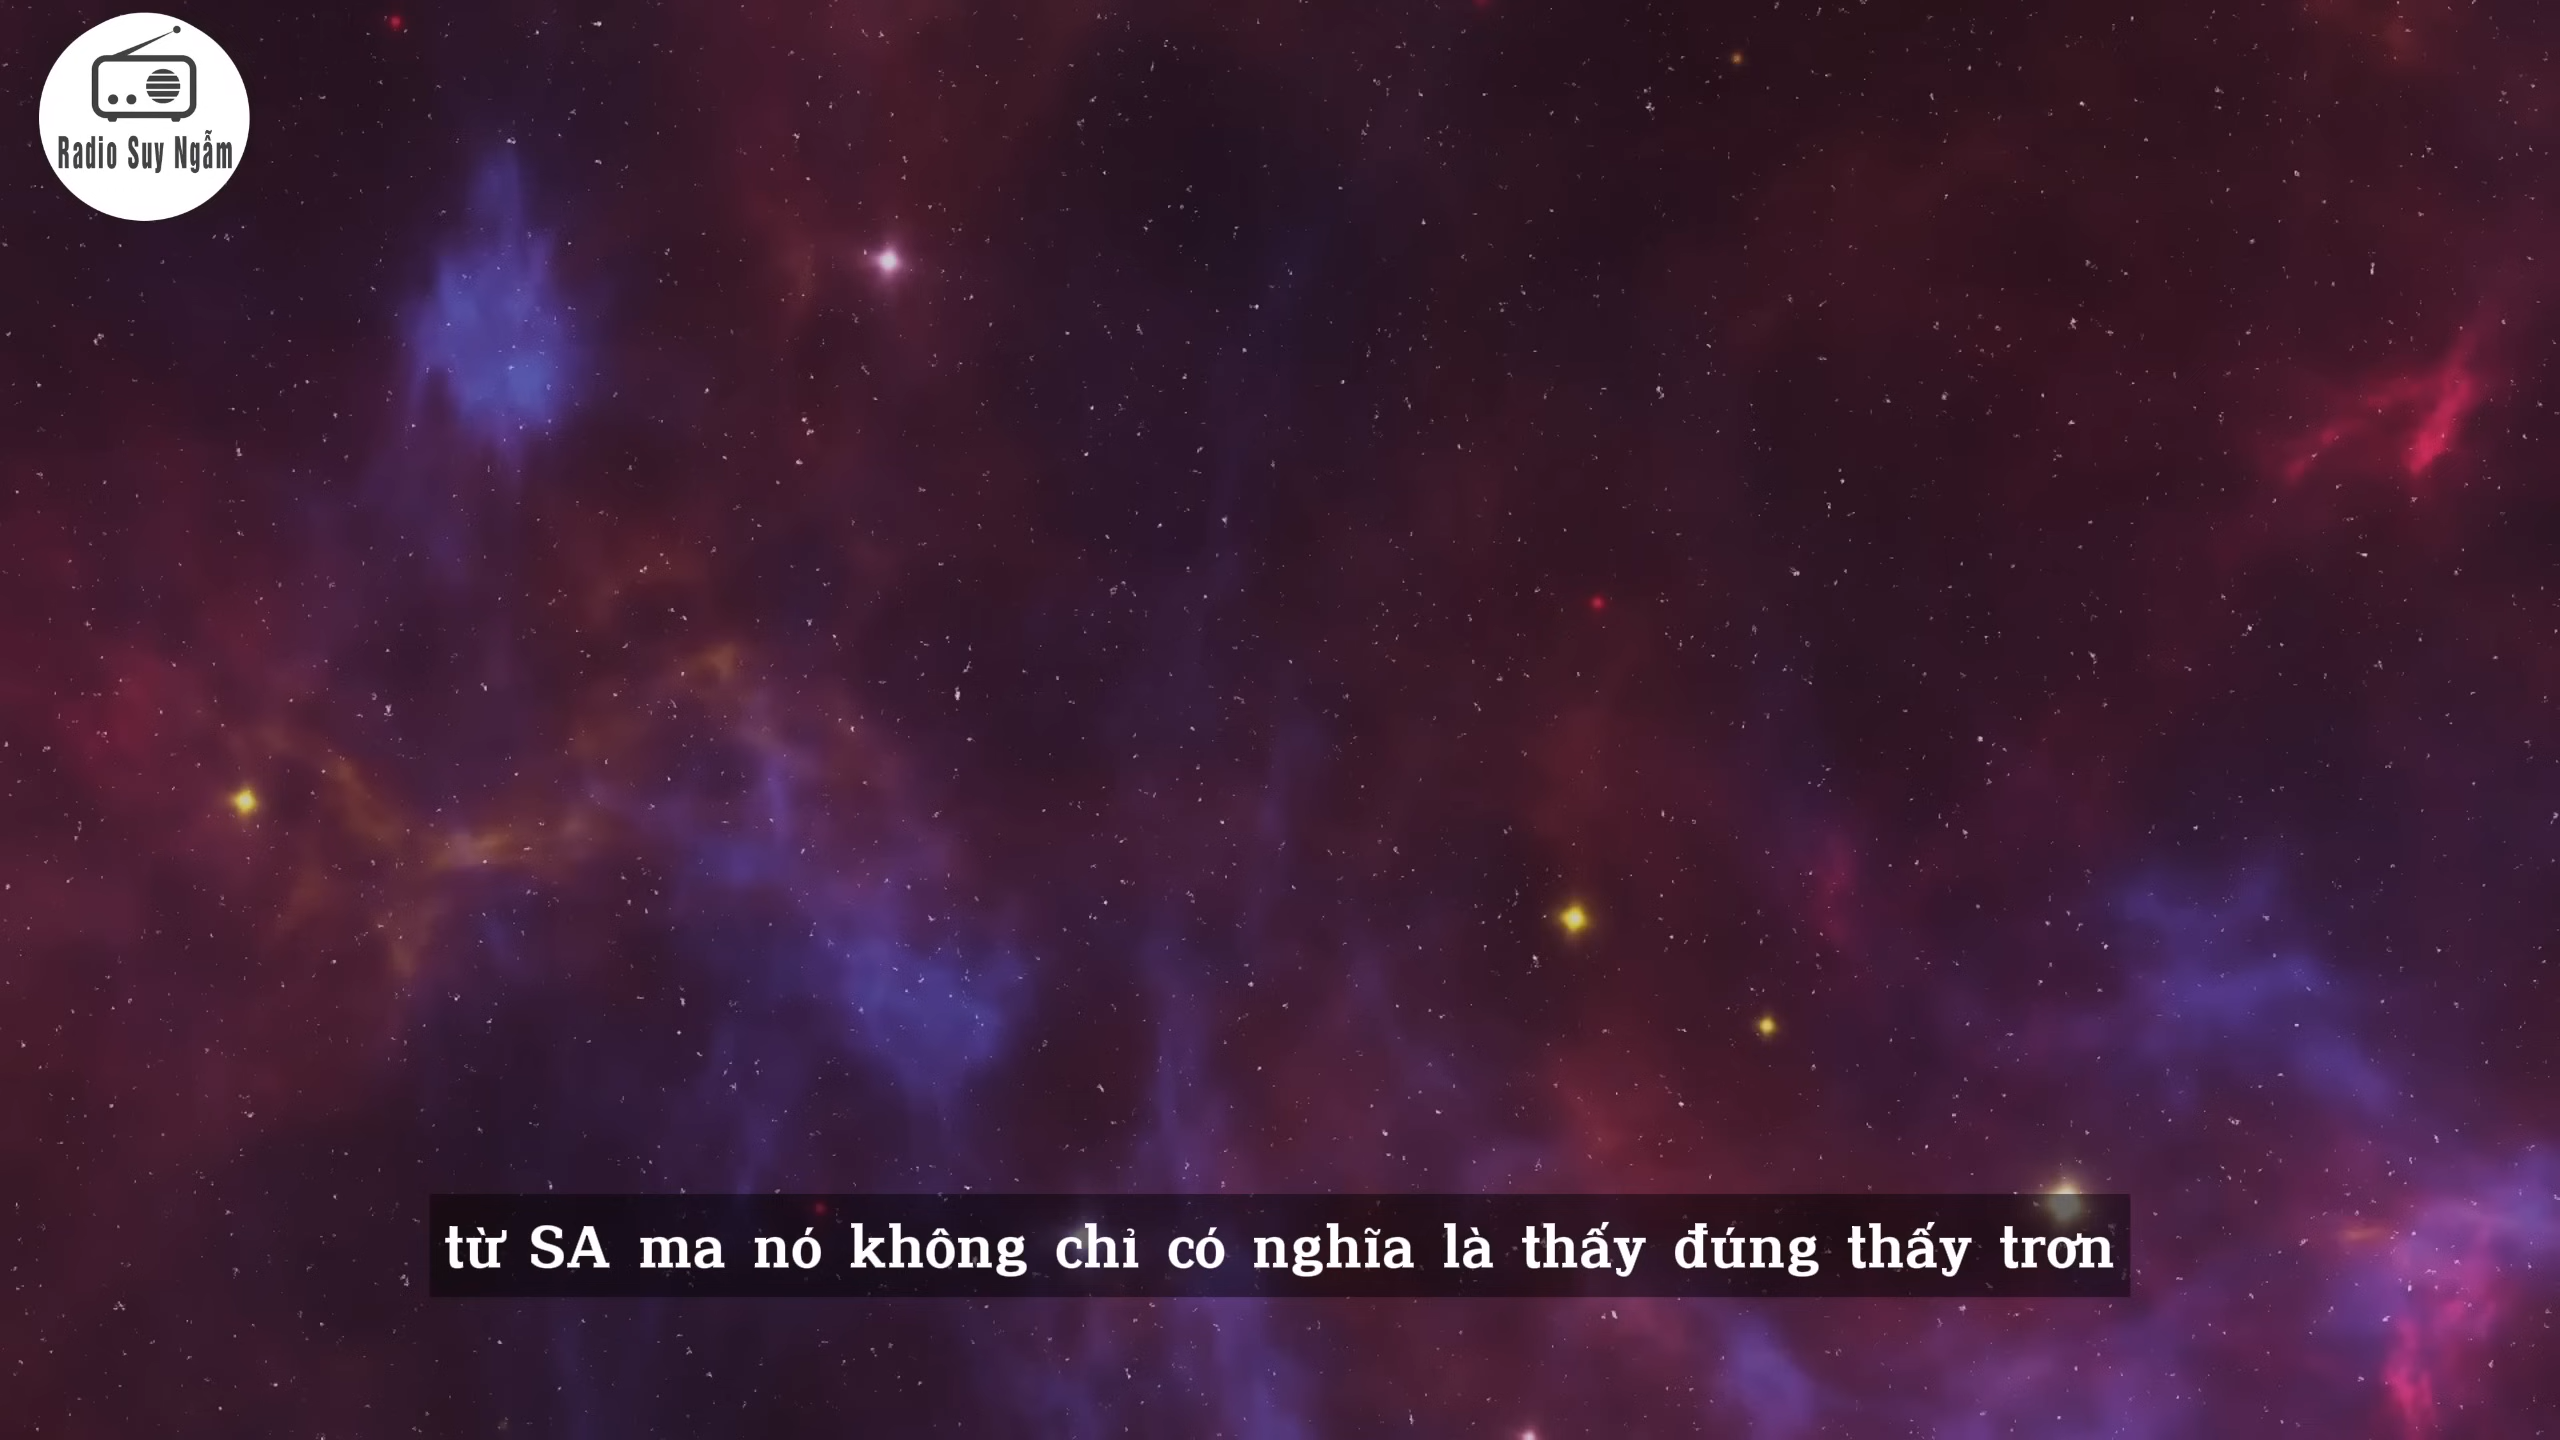 Radio Suy Ngẫm
từ SA ma nó không chỉ có nghĩa là thấy đúng thấy trơn